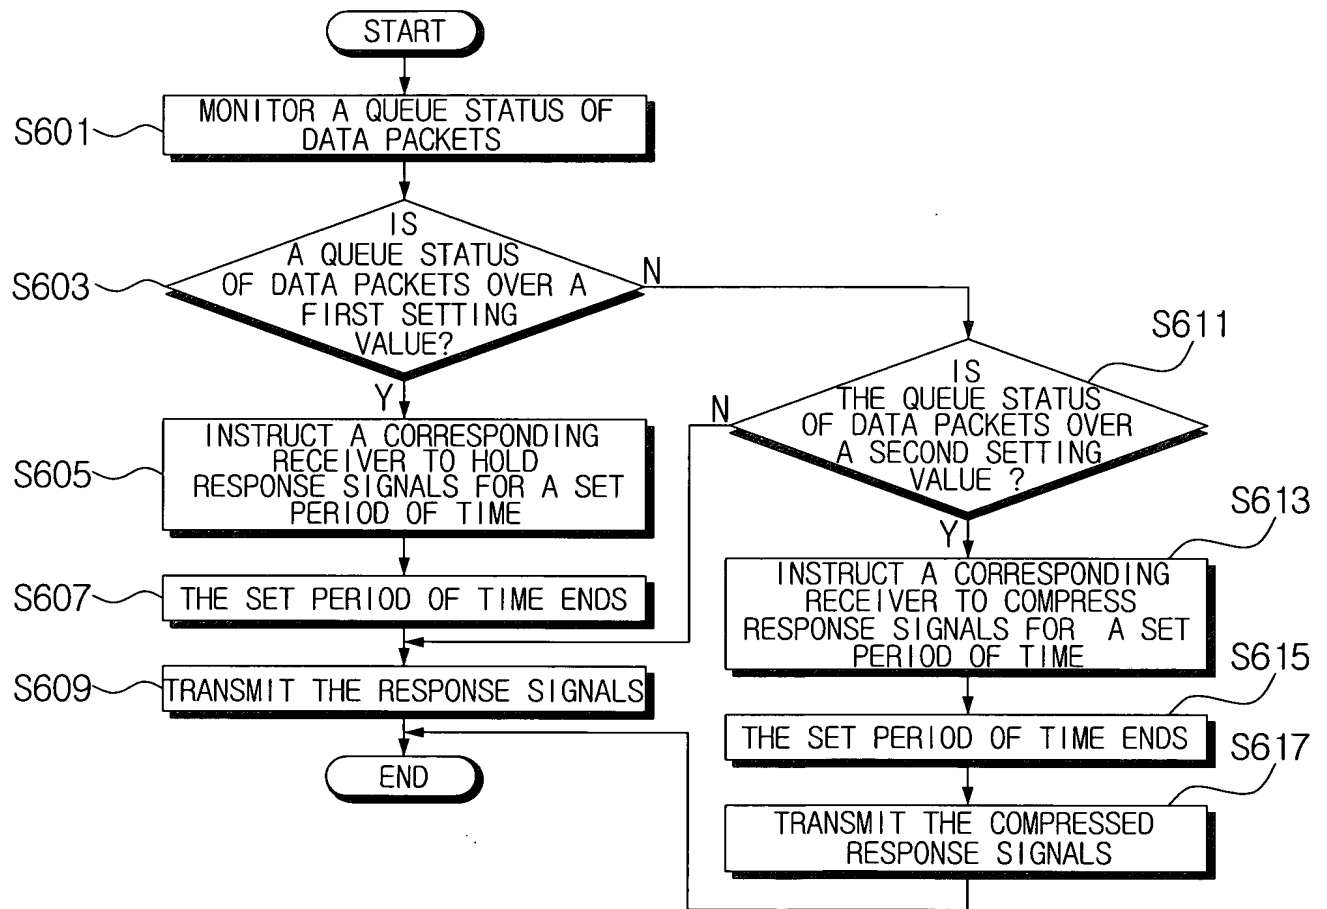 START
S601
MONITOR A QUEUE STATUS OF
DATA PACKETS
S603
IS
A QUEUE STATUS
OF DATA PACKETS OVER A
FIRST SETTING
VALUE?
N
Y
S605
INSTRUCT A CORRESPONDING
RECEIVER TO HOLD
RESPONSE SIGNALS FOR A SET
PERIOD OF TIME
S607
THE SET PERIOD OF TIME ENDS
S609
TRANSMIT THE RESPONSE SIGNALS
END
S611
IS
THE QUEUE STATUS
OF DATA PACKETS OVER
A SECOND SETTING
VALUE ?
N
Y
S613
INSTRUCT A CORRESPONDING
RECEIVER TO COMPRESS
RESPONSE SIGNALS FOR A SET
PERIOD OF TIME
S615
THE SET PERIOD OF TIME ENDS
S617
TRANSMIT THE COMPRESSED
RESPONSE SIGNALS